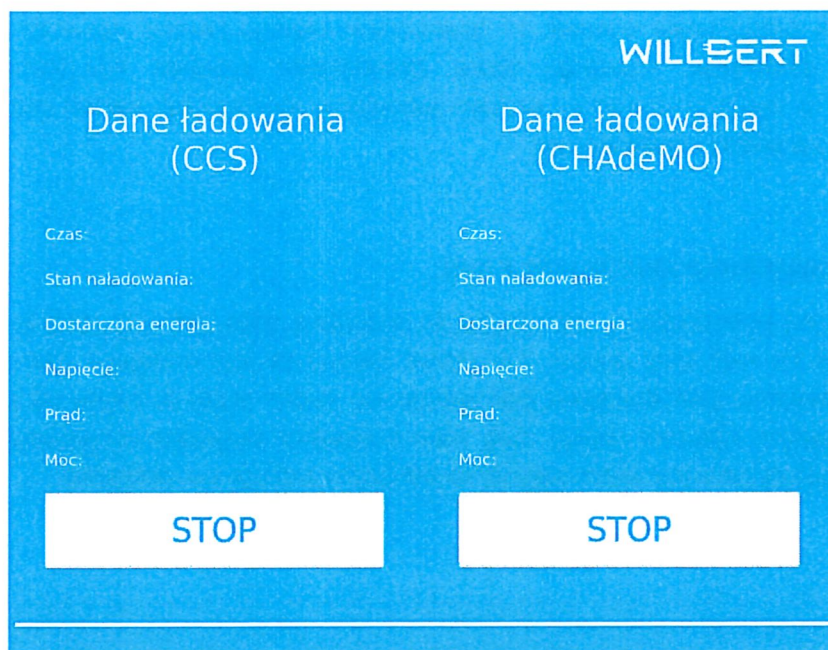 WILLBERT
Dane ładowania
(CCS)
Czas:
Stan naładowania:
Dostarczona energia:
Napięcie:
Prąd:
Moc:
STOP
Dane ładowania
(CHAdeMO)
Czas:
Stan naładowania:
Dostarczona energia:
Napięcie:
Prąd:
Moc:
STOP